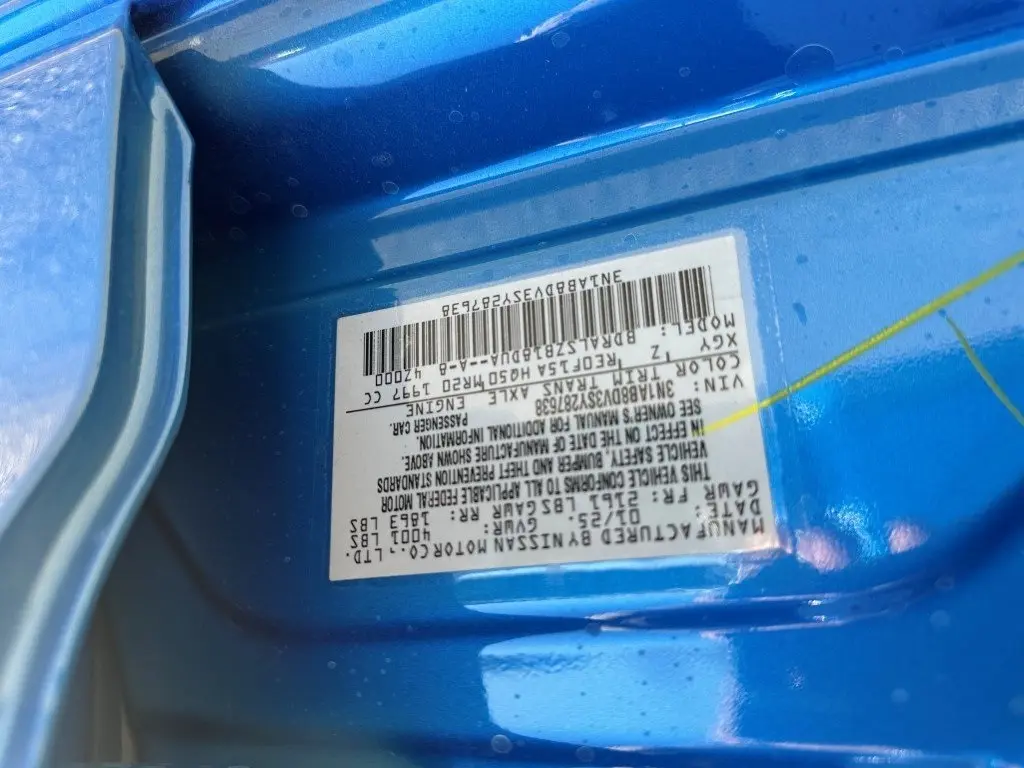 MANUFACTURED BY NISSAN MOTOR CO., LTD.
DATE: 01/25. GVWR: 4001 LBS
GAWR FR: 2161 LBS GAWR RR: 1863 LBS
THIS VEHICLE CONFORMS TO ALL APPLICABLE FEDERAL MOTOR
VEHICLE SAFETY, BUMPER AND THEFT PREVENTION STANDARDS
IN EFFECT ON THE DATE OF MANUFACTURE SHOWN ABOVE.
SEE OWNER'S MANUAL FOR ADDITIONAL INFORMATION.
VIN: 3N1AB8DV3SY287638 PASSENGER CAR.
COLOR TRIM TRANS AXLE ENGINE
XGY Z RE0F15A HQ50 MR20 1997 CC
MODEL: BDRALSZB18DUA--A-B 47000
3N1AB8DV3SY287638